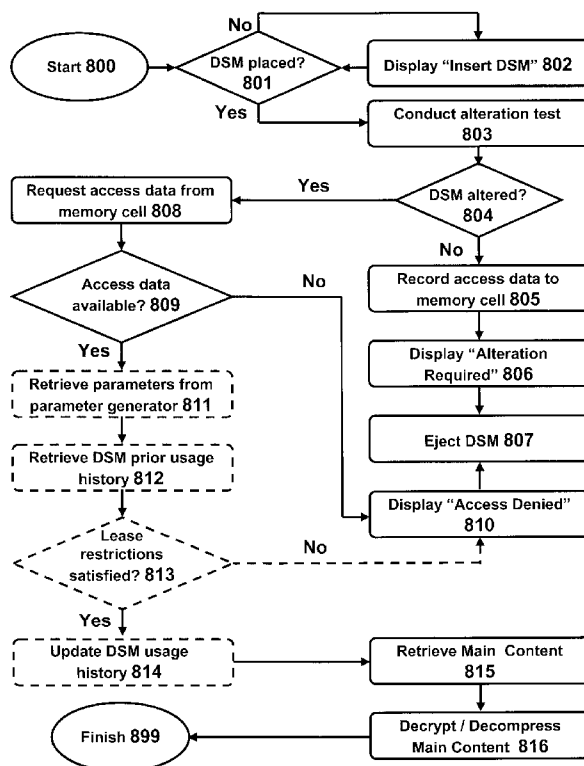 No
Start 800
DSM placed?
801
Display “Insert DSM” 802
Yes
Conduct alteration test
803
Request access data from
memory cell 808
Yes
DSM altered?
804
No
Access data
available? 809
No
Record access data to
memory cell 805
Yes
Display “Alteration
Required” 806
Retrieve parameters from
parameter generator 811
Eject DSM 807
Retrieve DSM prior usage
history 812
Display “Access Denied”
810
Lease
restrictions
satisfied? 813
No
Yes
Update DSM usage
history 814
Retrieve Main Content
815
Finish 899
Decrypt / Decompress
Main Content 816